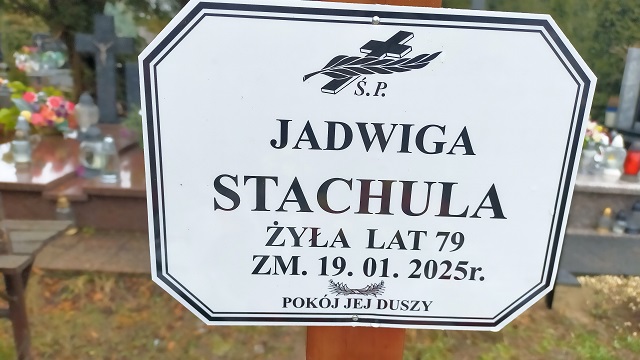 Ś.P.
JADWIGA
STACHULA
ŻYŁA LAT 79
ZM. 19. 01. 2025r.
POKÓJ JEJ DUSZY